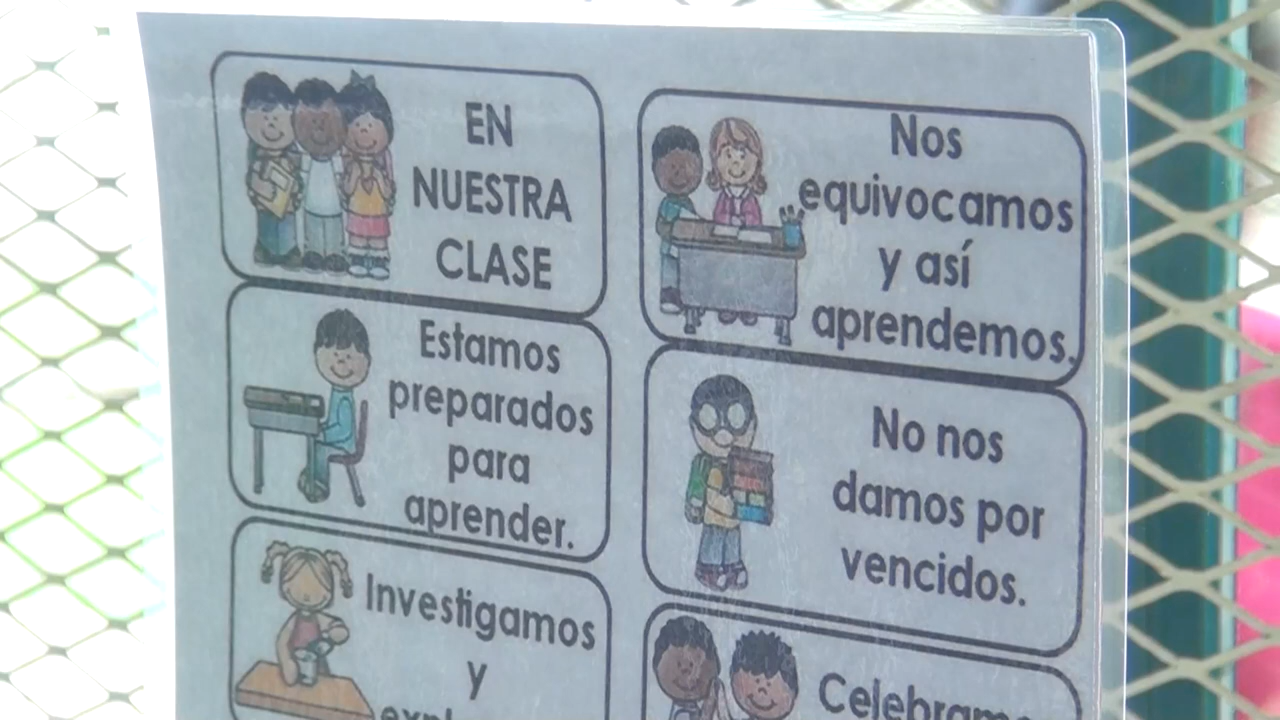 EN
NUESTRA
CLASE
Estamos
preparados
para
aprender.
Investigamos
y
Nos
equivocamos
y así
aprendemos.
No nos
damos por
vencidos.